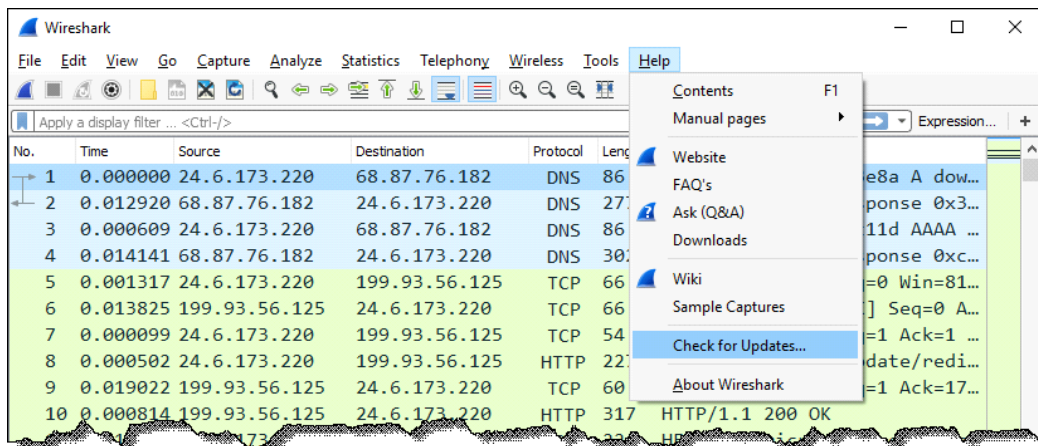 Wireshark
File Edit View Go Capture Analyze Statistics Telephony Wireless Tools Help
Apply a display filter ... <Ctrl-/> Expression... +
Contents F1
Manual pages
Website
FAQ's
Ask (Q&A)
Downloads
Wiki
Sample Captures
Check for Updates...
About Wireshark
No. Time Source Destination Protocol Leng
1 0.000000 24.6.173.220 68.87.76.182 DNS 86 e8a A dow…
2 0.012920 68.87.76.182 24.6.173.220 DNS 277 ponse 0x3…
3 0.000609 24.6.173.220 68.87.76.182 DNS 86 11d AAAA …
4 0.014141 68.87.76.182 24.6.173.220 DNS 302 ponse 0xc…
5 0.001317 24.6.173.220 199.93.56.125 TCP 66 =0 Win=81…
6 0.013825 199.93.56.125 24.6.173.220 TCP 66 ] Seq=0 A…
7 0.000099 24.6.173.220 199.93.56.125 TCP 54 =1 Ack=1 …
8 0.000502 24.6.173.220 199.93.56.125 HTTP 227 date/redi…
9 0.019022 199.93.56.125 24.6.173.220 TCP 60 =1 Ack=17…
10 0.000814 199.93.56.125 24.6.173.220 HTTP 317 HTTP/1.1 200 OK